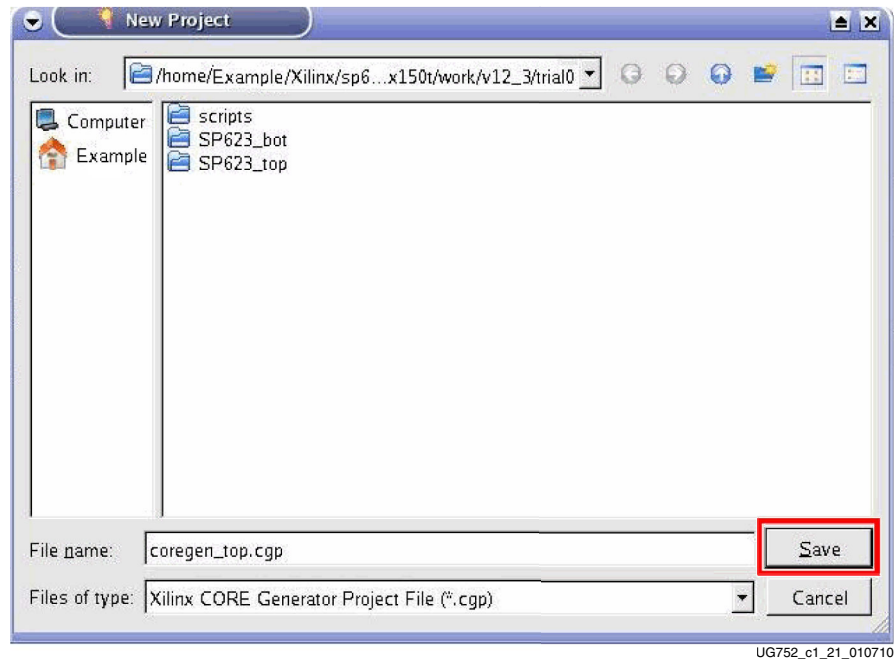 New Project
Look in: /home/Example/Xilinx/sp6...x150t/work/v12_3/trial0
Computer
Example
scripts
SP623_bot
SP623_top
File name: coregen_top.cgp
Save
Files of type: Xilinx CORE Generator Project File (*.cgp)
Cancel
UG752_c1_21_010710